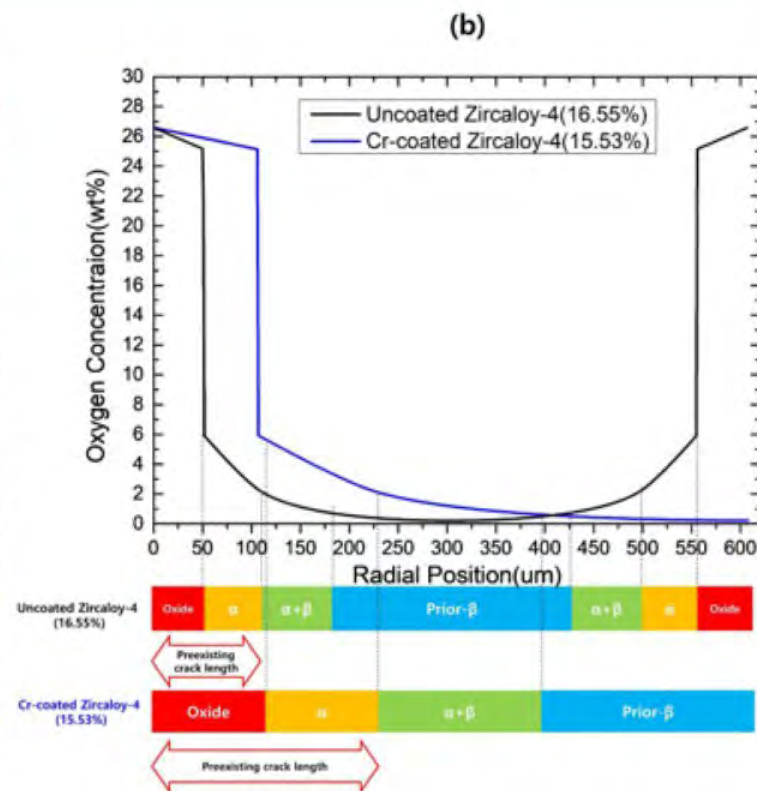 (b)
30
28
26
24
22
20
18
16
14
12
10
8
6
4
2
0
Oxygen Concentraion(wt%)
Uncoated Zircaloy-4(16.55%)
Cr-coated Zircaloy-4(15.53%)
0 50 100 150 200 250 300 350 400 450 500 550 600
Radial Position(um)
Uncoated Zircaloy-4
(16.55%)
Oxide α α+β Prior-β α+β α Oxide
Preexisting
crack length
Cr-coated Zircaloy-4
(15.53%)
Oxide α α+β Prior-β
Preexisting crack length